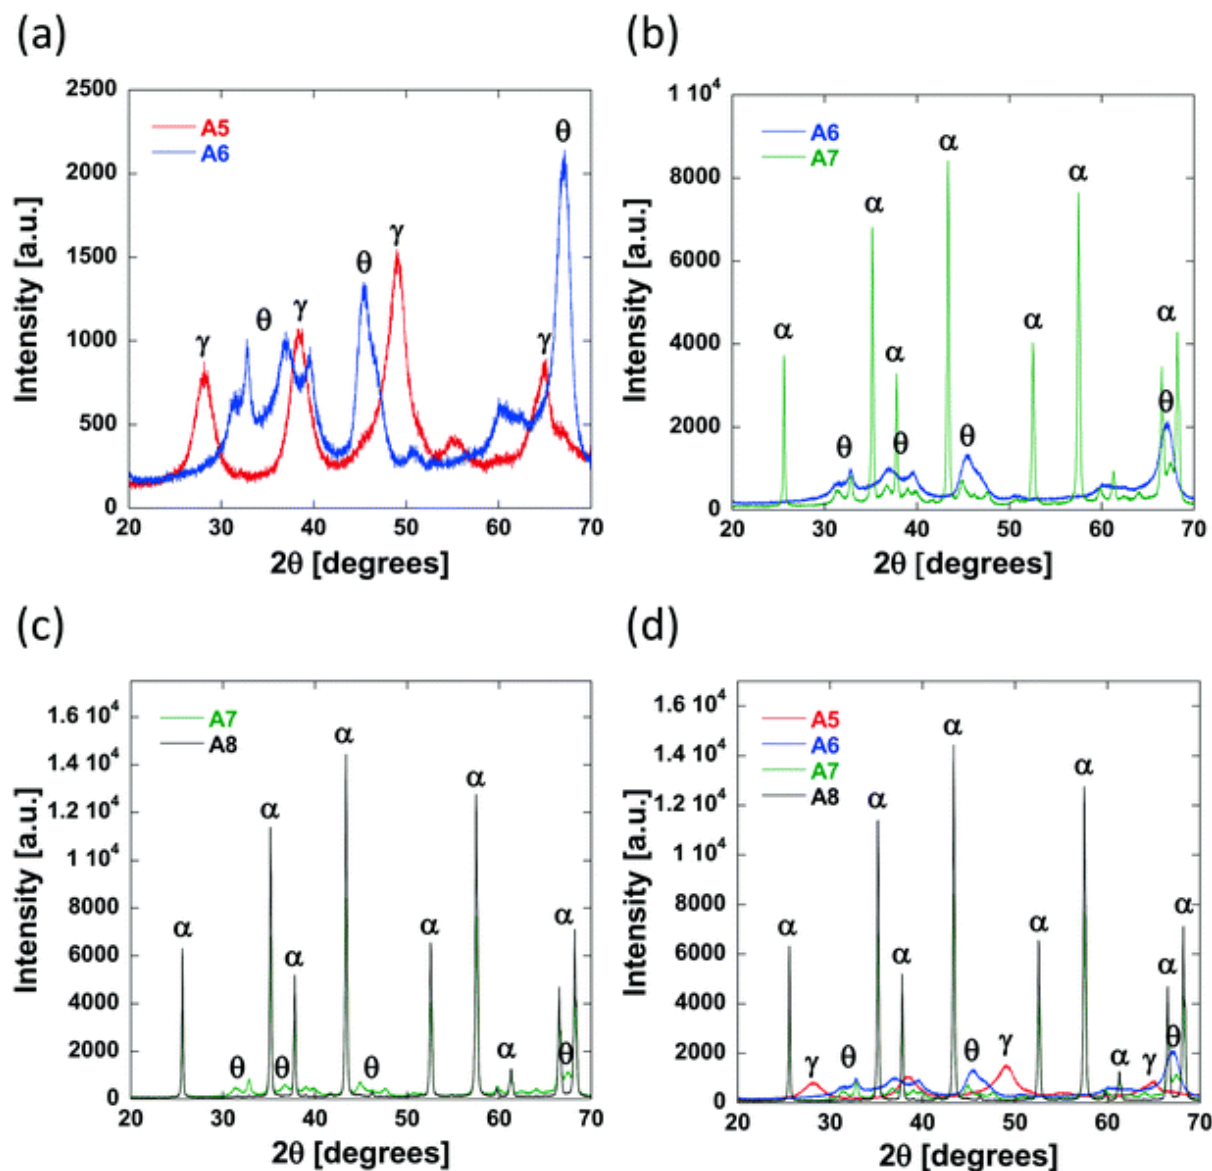 (a)
2500
2000
1500
1000
500
0
Intensity [a.u.]
A5
A6
γ
θ
γ
θ
γ
γ
θ
20 30 40 50 60 70
2θ [degrees]
(b)
1 10⁴
8000
6000
4000
2000
0
Intensity [a.u.]
A6
A7
α
α
α
α
α
α
α
θ
θ
θ
θ
20 30 40 50 60 70
2θ [degrees]
(c)
1.6 10⁴
1.4 10⁴
1.2 10⁴
1 10⁴
8000
6000
4000
2000
0
Intensity [a.u.]
A7
A8
α
α
α
α
α
α
α
α
θ
θ
θ
θ
20 30 40 50 60 70
2θ [degrees]
(d)
1.6 10⁴
1.4 10⁴
1.2 10⁴
1 10⁴
8000
6000
4000
2000
0
Intensity [a.u.]
A5
A6
A7
A8
α
α
α
α
α
α
α
α
α
γ
θ
θ
γ
γ
θ
20 30 40 50 60 70
2θ [degrees]